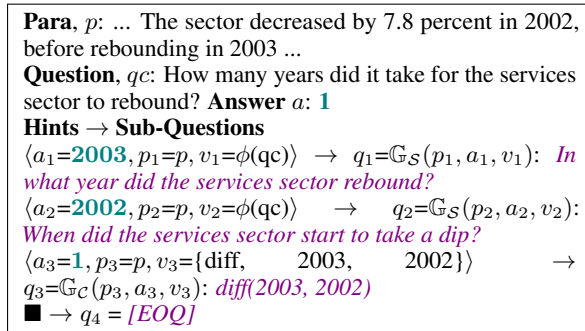 Para, p: ... The sector decreased by 7.8 percent in 2002,
before rebounding in 2003 ...
Question, qc: How many years did it take for the services
sector to rebound? Answer a: 1
Hints → Sub-Questions
⟨a₁=2003, p₁=p, v₁=ϕ(qc)⟩ → q₁=𝔾_𝒮(p₁, a₁, v₁): In
what year did the services sector rebound?
⟨a₂=2002, p₂=p, v₂=ϕ(qc)⟩ → q₂=𝔾_𝒮(p₂, a₂, v₂):
When did the services sector start to take a dip?
⟨a₃=1, p₃=p, v₃={diff, 2003, 2002}⟩ →
q₃=𝔾_𝒞(p₃, a₃, v₃): diff(2003, 2002)
■ → q₄ = [EOQ]